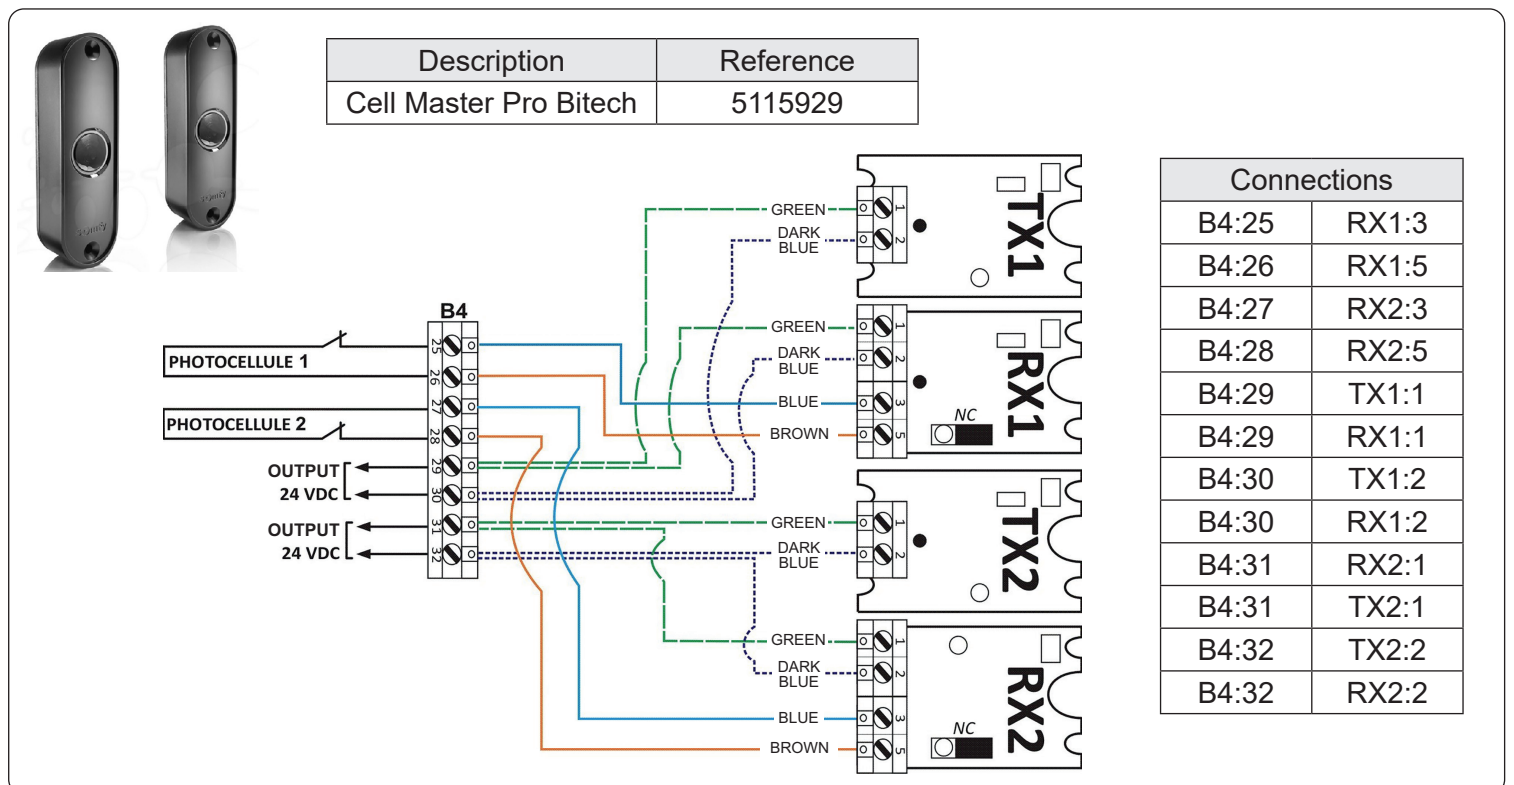 Description Reference
Cell Master Pro Bitech 5115929
Connections
B4:25 RX1:3
B4:26 RX1:5
B4:27 RX2:3
B4:28 RX2:5
B4:29 TX1:1
B4:29 RX1:1
B4:30 TX1:2
B4:30 RX1:2
B4:31 RX2:1
B4:31 TX2:1
B4:32 TX2:2
B4:32 RX2:2
B4
25
26
27
28
29
30
31
32
PHOTOCELLULE 1
PHOTOCELLULE 2
OUTPUT
24 VDC
OUTPUT
24 VDC
GREEN
DARK
BLUE
1
2
TX1
GREEN
DARK
BLUE
BLUE
BROWN
1
2
3
5
NC
RX1
GREEN
DARK
BLUE
1
2
TX2
GREEN
DARK
BLUE
BLUE
BROWN
1
2
3
5
NC
RX2
somfy